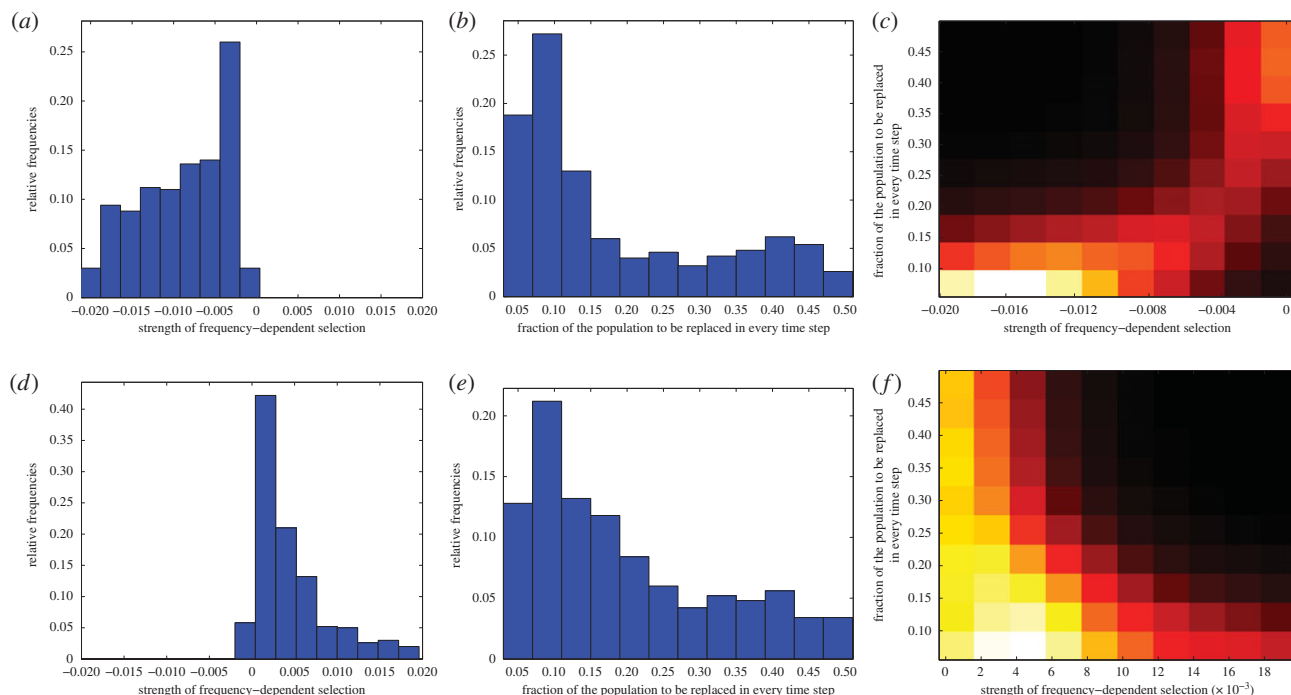 (a)
0.25
0.20
0.15
0.10
0.05
0
relative frequencies
−0.020 −0.015 −0.010 −0.005 0 0.005 0.010 0.015 0.020
strength of frequency−dependent selection
(b)
0.25
0.20
0.15
0.10
0.05
0
relative frequencies
0.05 0.10 0.15 0.20 0.25 0.30 0.35 0.40 0.45 0.50
fraction of the population to be replaced in every time step
(c)
0.45
0.40
0.35
0.30
0.25
0.20
0.15
0.10
fraction of the population to be replaced
in every time step
−0.020 −0.016 −0.012 −0.008 −0.004 0
strength of frequency−dependent selection
(d)
0.40
0.35
0.30
0.25
0.20
0.15
0.10
0.05
0
relative frequencies
−0.020 −0.015 −0.010 −0.005 0 0.005 0.010 0.015 0.020
strength of frequency−dependent selection
(e)
0.20
0.15
0.10
0.05
0
relative frequencies
0.05 0.10 0.15 0.20 0.25 0.30 0.35 0.40 0.45 0.50
fraction of the population to be replaced in every time step
(f)
0.45
0.40
0.35
0.30
0.25
0.20
0.15
0.10
fraction of the population to be replaced
in every time step
0 2 4 6 8 10 12 14 16 18
strength of frequency−dependent selection (× 10⁻³)